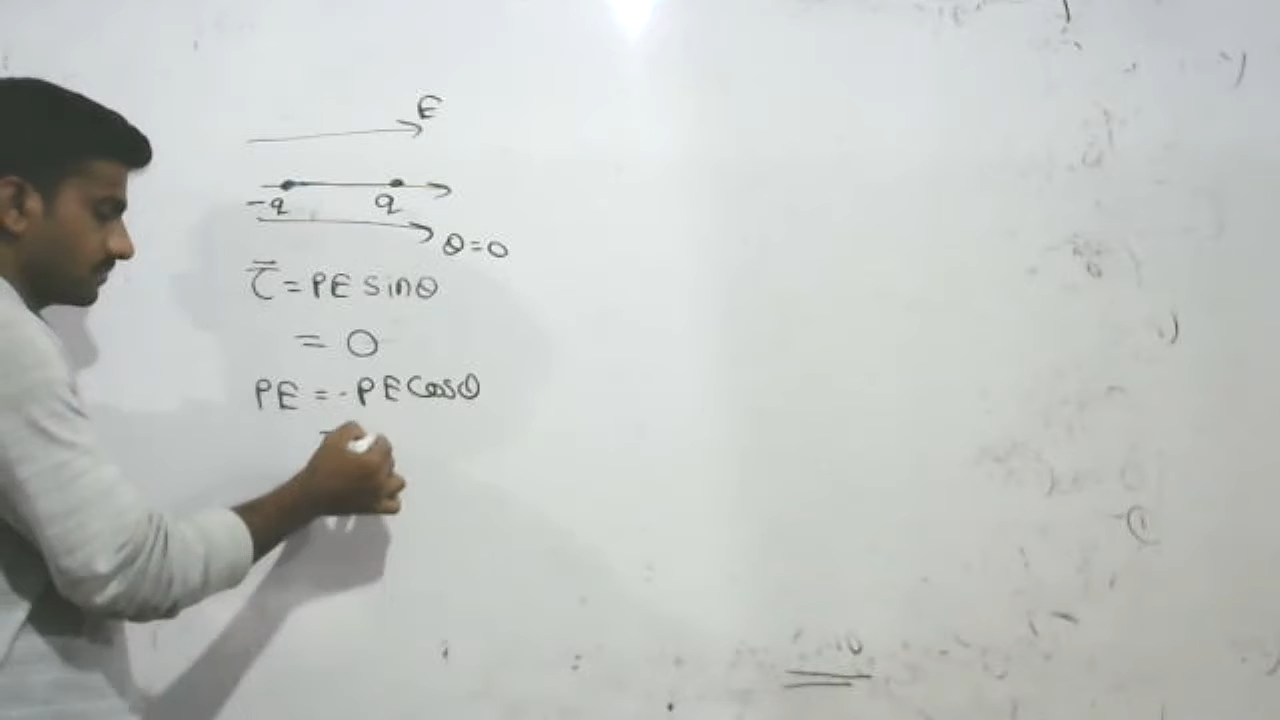 E
-q q
θ=0
τ⃗ = PE sinθ
= 0
PE = -PE Cosθ
=